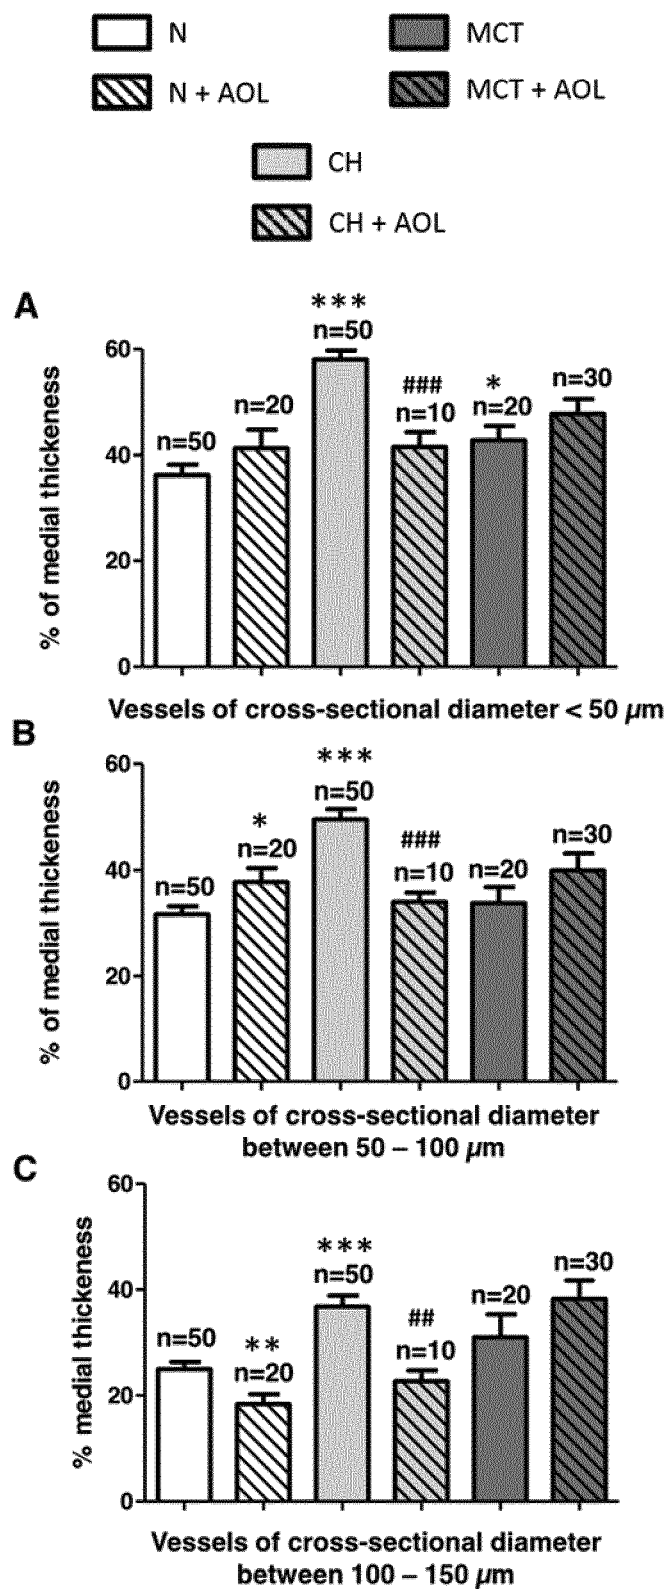 N
MCT
N + AOL
MCT + AOL
CH
CH + AOL
A
% of medial thickeness
60
40
20
0
n=50
n=20
***
n=50
###
n=10
*
n=20
n=30
Vessels of cross-sectional diameter < 50 µm
B
% of medial thickeness
60
40
20
0
n=50
*
n=20
***
n=50
###
n=10
n=20
n=30
Vessels of cross-sectional diameter
between 50 – 100 µm
C
% medial thickeness
60
40
20
0
n=50
**
n=20
***
n=50
##
n=10
n=20
n=30
Vessels of cross-sectional diameter
between 100 – 150 µm